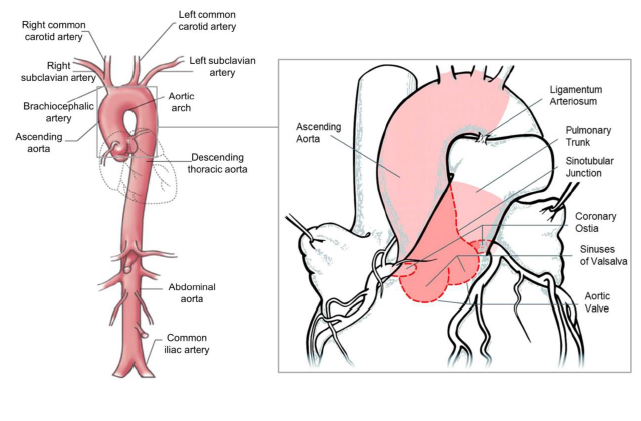 Left common
carotid artery
Right common
carotid artery
Right
subclavian artery
Left subclavian
artery
Brachiocephalic
artery
Aortic
arch
Ascending
aorta
Descending
thoracic aorta
Abdominal
aorta
Common
iliac artery
Ascending
Aorta
Ligamentum
Arteriosum
Pulmonary
Trunk
Sinotubular
Junction
Coronary
Ostia
Sinuses
of Valsalva
Aortic
Valve